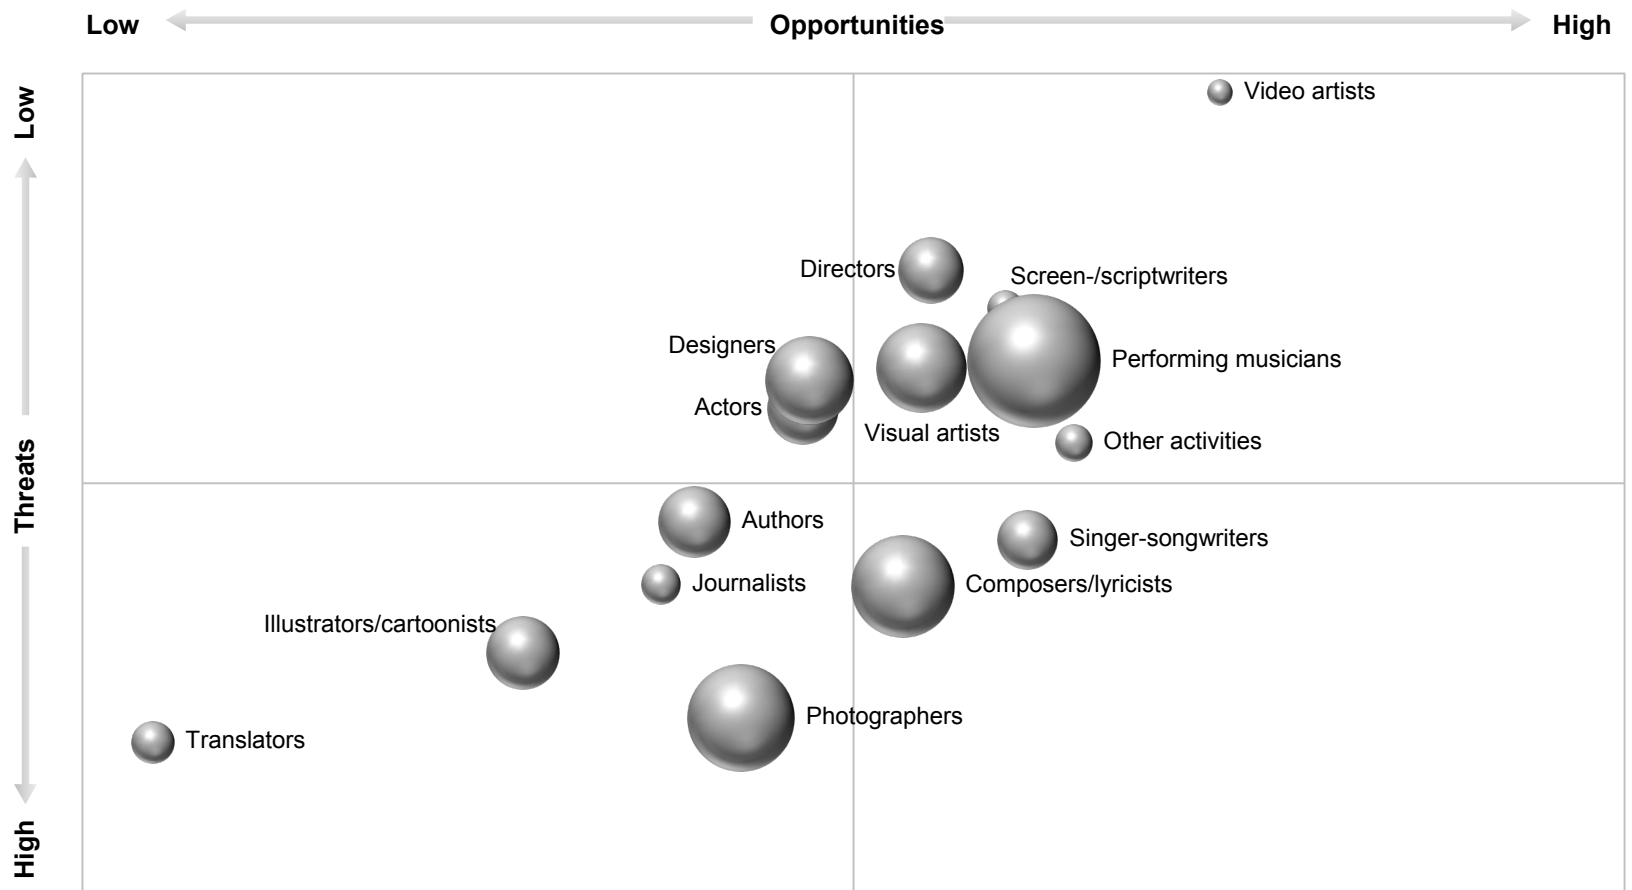 Low
Opportunities
High
Low
Threats
High
Video artists
Directors
Screen-/scriptwriters
Designers
Performing musicians
Actors
Visual artists
Other activities
Authors
Singer-songwriters
Journalists
Composers/lyricists
Illustrators/cartoonists
Photographers
Translators